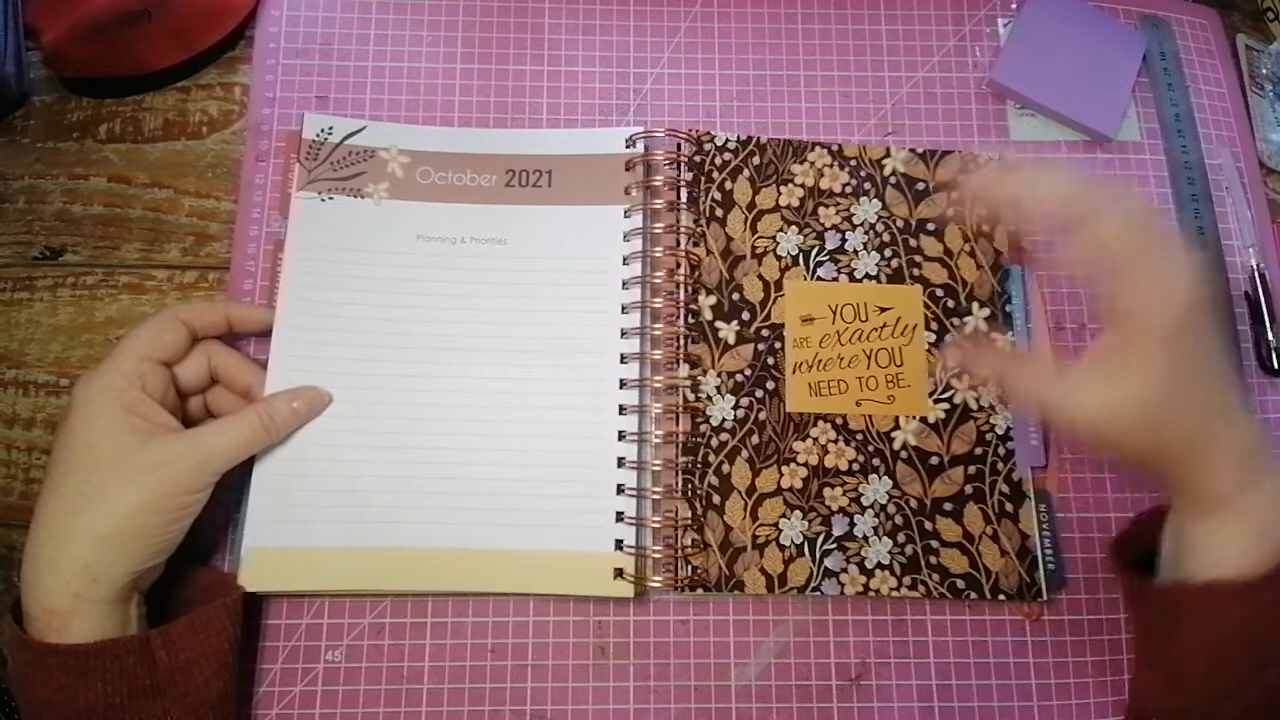 October 2021
Planning & Priorities
YOU
ARE exactly
where YOU
NEED TO BE.
NOVEMBER
45